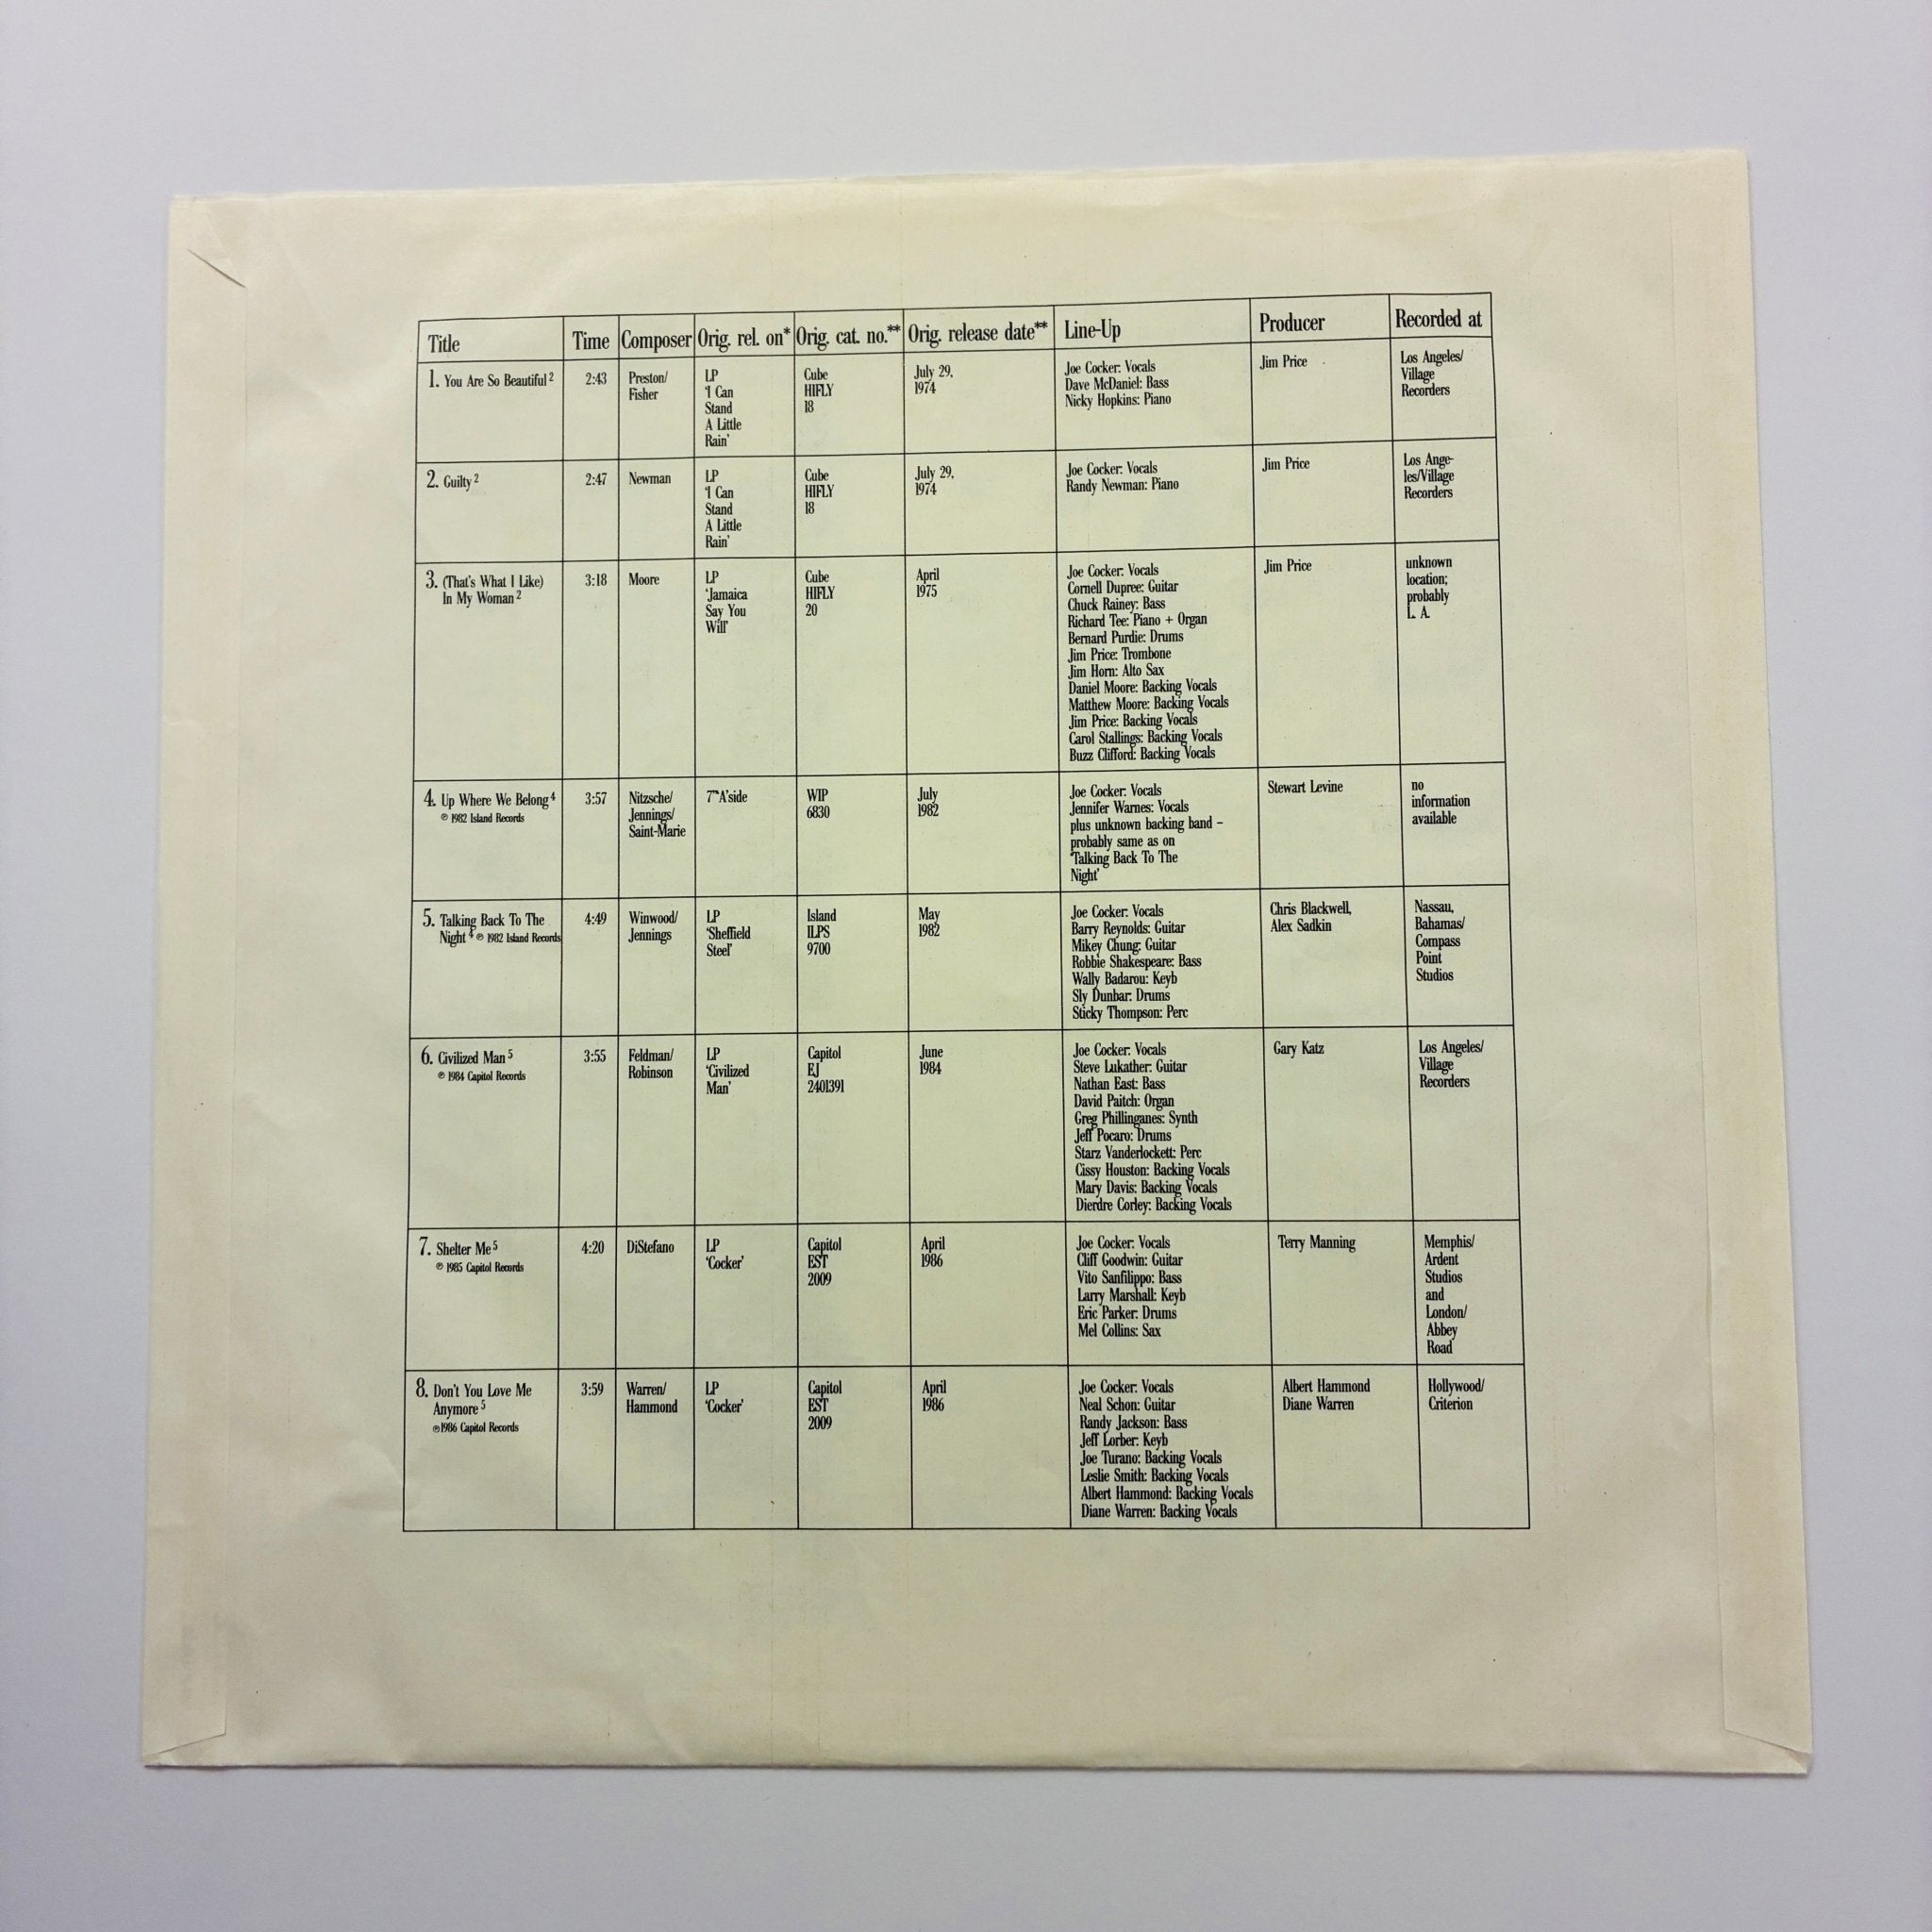 Title Time Composer Orig. rel. on* Orig. cat. no.** Orig. release date** Line-Up Producer Recorded at
1. You Are So Beautiful ²
2:43
Preston/
Fisher
LP
'I Can
Stand
A Little
Rain'
Cube
HIFLY
18
July 29,
1974
Joe Cocker: Vocals
Dave McDaniel: Bass
Nicky Hopkins: Piano
Jim Price
Los Angeles/
Village
Recorders
2. Guilty ²
2:47
Newman
LP
'I Can
Stand
A Little
Rain'
Cube
HIFLY
18
July 29,
1974
Joe Cocker: Vocals
Randy Newman: Piano
Jim Price
Los Ange-
les/Village
Recorders
3. (That's What I Like)
In My Woman ²
3:18
Moore
LP
'Jamaica
Say You
Will'
Cube
HIFLY
20
April
1975
Joe Cocker: Vocals
Cornell Dupree: Guitar
Chuck Rainey: Bass
Richard Tee: Piano + Organ
Bernard Purdie: Drums
Jim Price: Trombone
Jim Horn: Alto Sax
Daniel Moore: Backing Vocals
Matthew Moore: Backing Vocals
Jim Price: Backing Vocals
Carol Stallings: Backing Vocals
Buzz Clifford: Backing Vocals
Jim Price
unknown
location;
probably
L. A.
4. Up Where We Belong ⁴
℗ 1982 Island Records
3:57
Nitzsche/
Jennings/
Saint-Marie
7"'A'side
WIP
6830
July
1982
Joe Cocker: Vocals
Jennifer Warnes: Vocals
plus unknown backing band –
probably same as on
'Talking Back To The
Night'
Stewart Levine
no
information
available
5. Talking Back To The
Night ⁴ ℗ 1982 Island Records
4:49
Winwood/
Jennings
LP
'Sheffield
Steel'
Island
ILPS
9700
May
1982
Joe Cocker: Vocals
Barry Reynolds: Guitar
Mikey Chung: Guitar
Robbie Shakespeare: Bass
Wally Badarou: Keyb
Sly Dunbar: Drums
Sticky Thompson: Perc
Chris Blackwell,
Alex Sadkin
Nassau,
Bahamas/
Compass
Point
Studios
6. Civilized Man ⁵
℗ 1984 Capitol Records
3:55
Feldman/
Robinson
LP
'Civilized
Man'
Capitol
EJ
2401391
June
1984
Joe Cocker: Vocals
Steve Lukather: Guitar
Nathan East: Bass
David Paitch: Organ
Greg Phillinganes: Synth
Jeff Pocaro: Drums
Starz Vanderlockett: Perc
Cissy Houston: Backing Vocals
Mary Davis: Backing Vocals
Dierdre Corley: Backing Vocals
Gary Katz
Los Angeles/
Village
Recorders
7. Shelter Me ⁵
℗ 1985 Capitol Records
4:20
DiStefano
LP
'Cocker'
Capitol
EST
2009
April
1986
Joe Cocker: Vocals
Cliff Goodwin: Guitar
Vito Sanfilippo: Bass
Larry Marshall: Keyb
Eric Parker: Drums
Mel Collins: Sax
Terry Manning
Memphis/
Ardent
Studios
and
London/
Abbey
Road
8. Don't You Love Me
Anymore ⁵
℗1986 Capitol Records
3:59
Warren/
Hammond
LP
'Cocker'
Capitol
EST
2009
April
1986
Joe Cocker: Vocals
Neal Schon: Guitar
Randy Jackson: Bass
Jeff Lorber: Keyb
Joe Turano: Backing Vocals
Leslie Smith: Backing Vocals
Albert Hammond: Backing Vocals
Diane Warren: Backing Vocals
Albert Hammond
Diane Warren
Hollywood/
Criterion